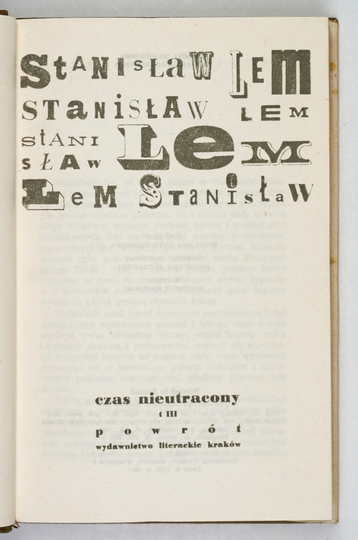 STANISŁAW LEM
STANISŁAW LEM
STANI
SŁAW LEM
LEM STANISŁAW
czas nieutracony
t III
powrót
wydawnictwo literackie kraków